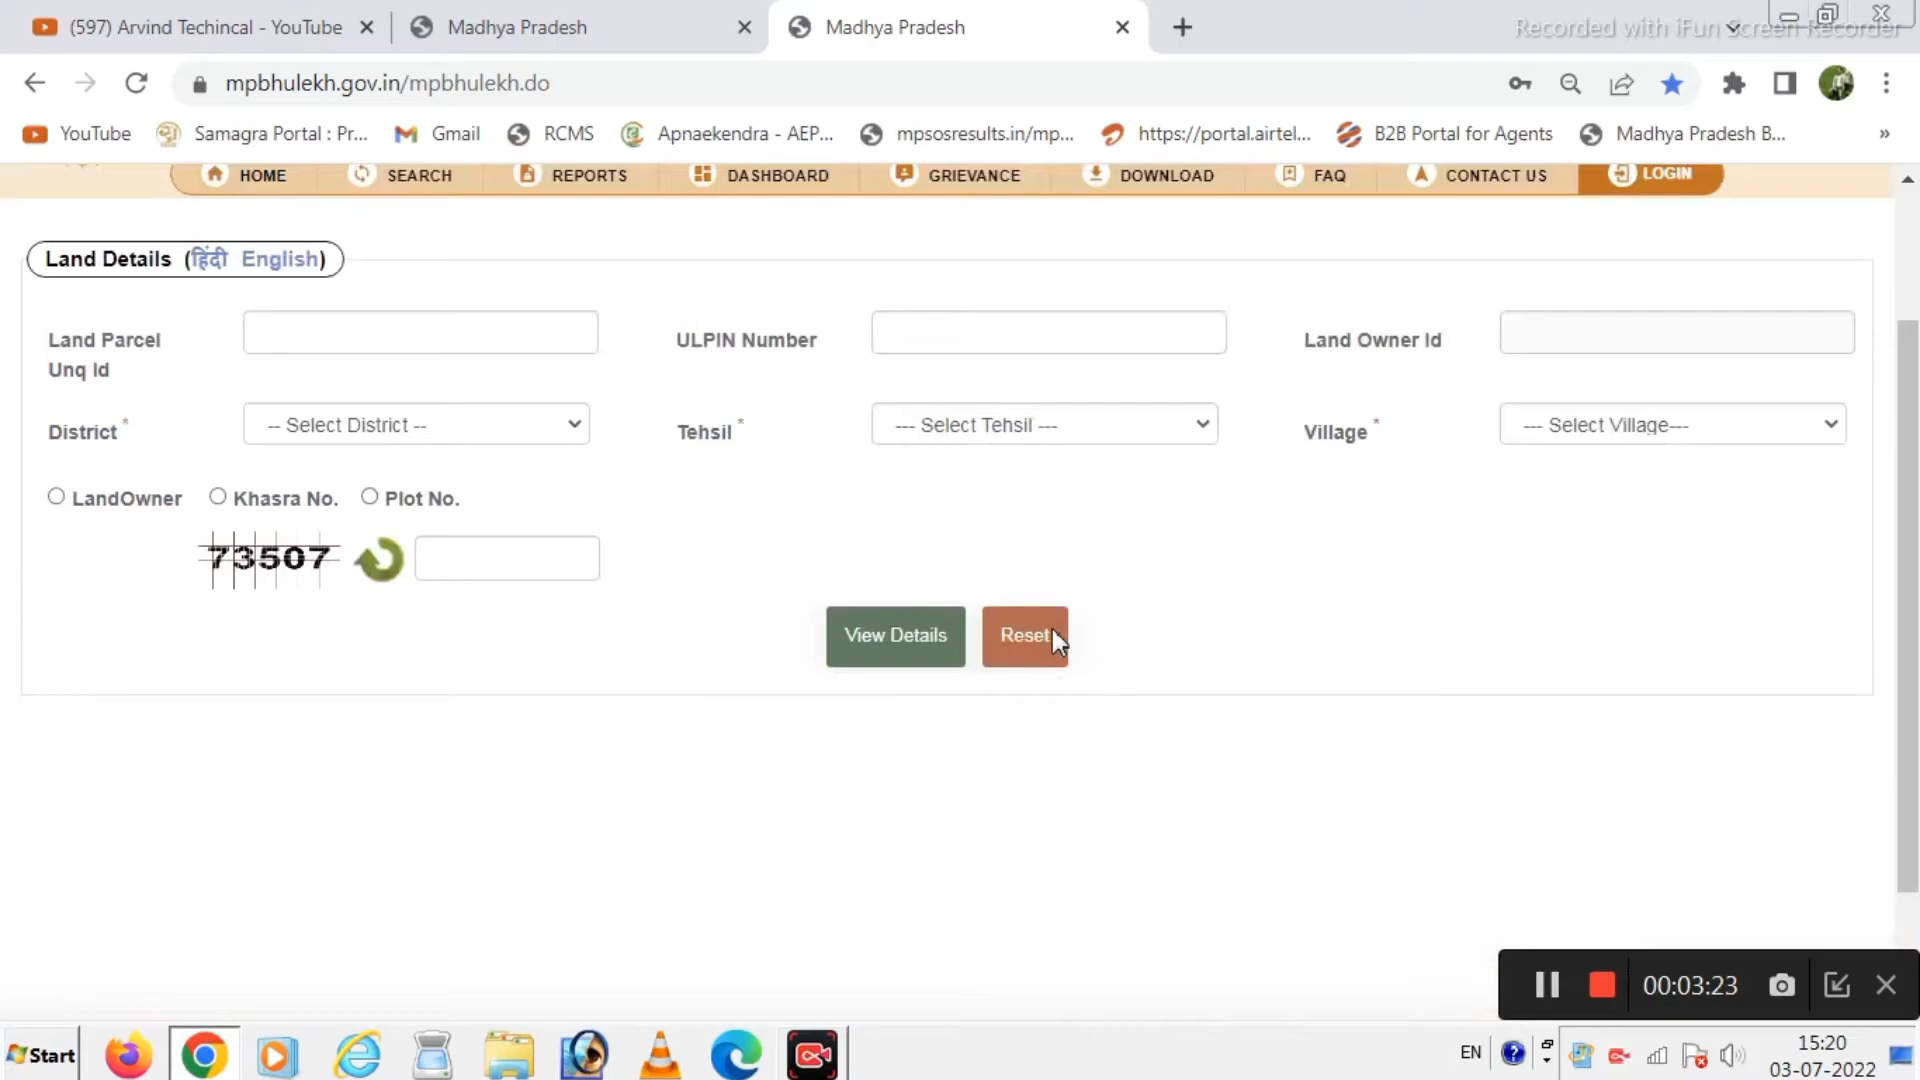 (597) Arvind Techincal - YouTube
Madhya Pradesh
Madhya Pradesh
Recorded with iFun Screen Recorder
mpbhulekh.gov.in/mpbhulekh.do
YouTube
Samagra Portal : Pr...
Gmail
RCMS
Apnaekendra - AEP...
mpsosresults.in/mp...
https://portal.airtel...
B2B Portal for Agents
Madhya Pradesh B...
»
HOME
SEARCH
REPORTS
DASHBOARD
GRIEVANCE
DOWNLOAD
FAQ
CONTACT US
LOGIN
Land Details (हिंदी English)
Land Parcel
Unq Id
ULPIN Number
Land Owner Id
District *
-- Select District --
Tehsil *
--- Select Tehsil ---
Village *
--- Select Village---
LandOwner
Khasra No.
Plot No.
73507
View Details
Reset
00:03:23
Start
EN
15:20
03-07-2022